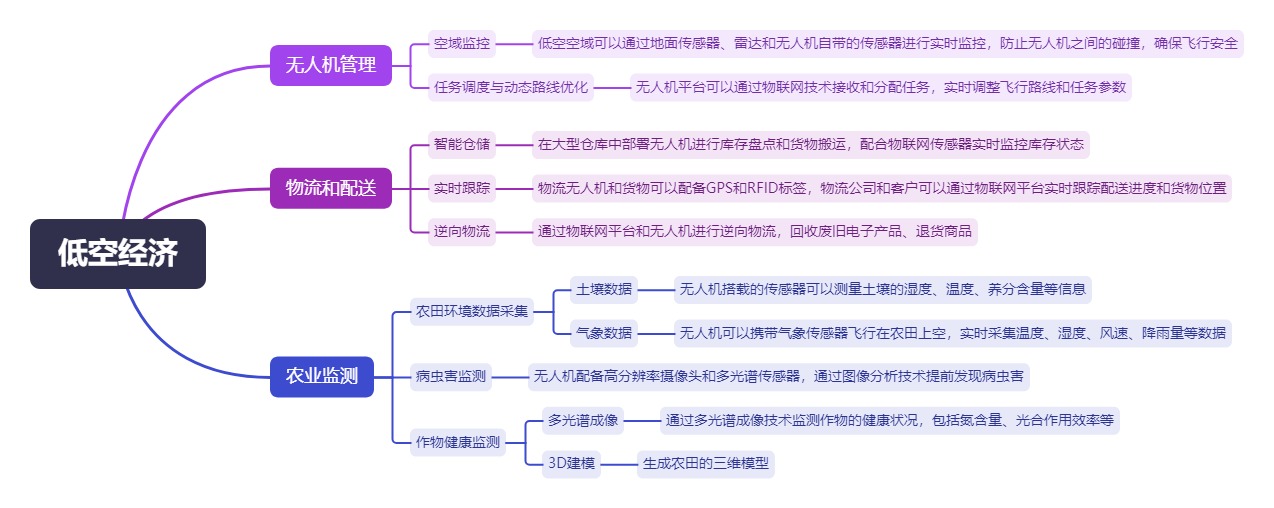 低空经济
无人机管理
空域监控
低空空域可以通过地面传感器、雷达和无人机自带的传感器进行实时监控，防止无人机之间的碰撞，确保飞行安全
任务调度与动态路线优化
无人机平台可以通过物联网技术接收和分配任务，实时调整飞行路线和任务参数
物流和配送
智能仓储
在大型仓库中部署无人机进行库存盘点和货物搬运，配合物联网传感器实时监控库存状态
实时跟踪
物流无人机和货物可以配备GPS和RFID标签，物流公司和客户可以通过物联网平台实时跟踪配送进度和货物位置
逆向物流
通过物联网平台和无人机进行逆向物流，回收废旧电子产品、退货商品
农业监测
农田环境数据采集
土壤数据
无人机搭载的传感器可以测量土壤的湿度、温度、养分含量等信息
气象数据
无人机可以携带气象传感器飞行在农田上空，实时采集温度、湿度、风速、降雨量等数据
病虫害监测
无人机配备高分辨率摄像头和多光谱传感器，通过图像分析技术提前发现病虫害
作物健康监测
多光谱成像
通过多光谱成像技术监测作物的健康状况，包括氮含量、光合作用效率等
3D建模
生成农田的三维模型